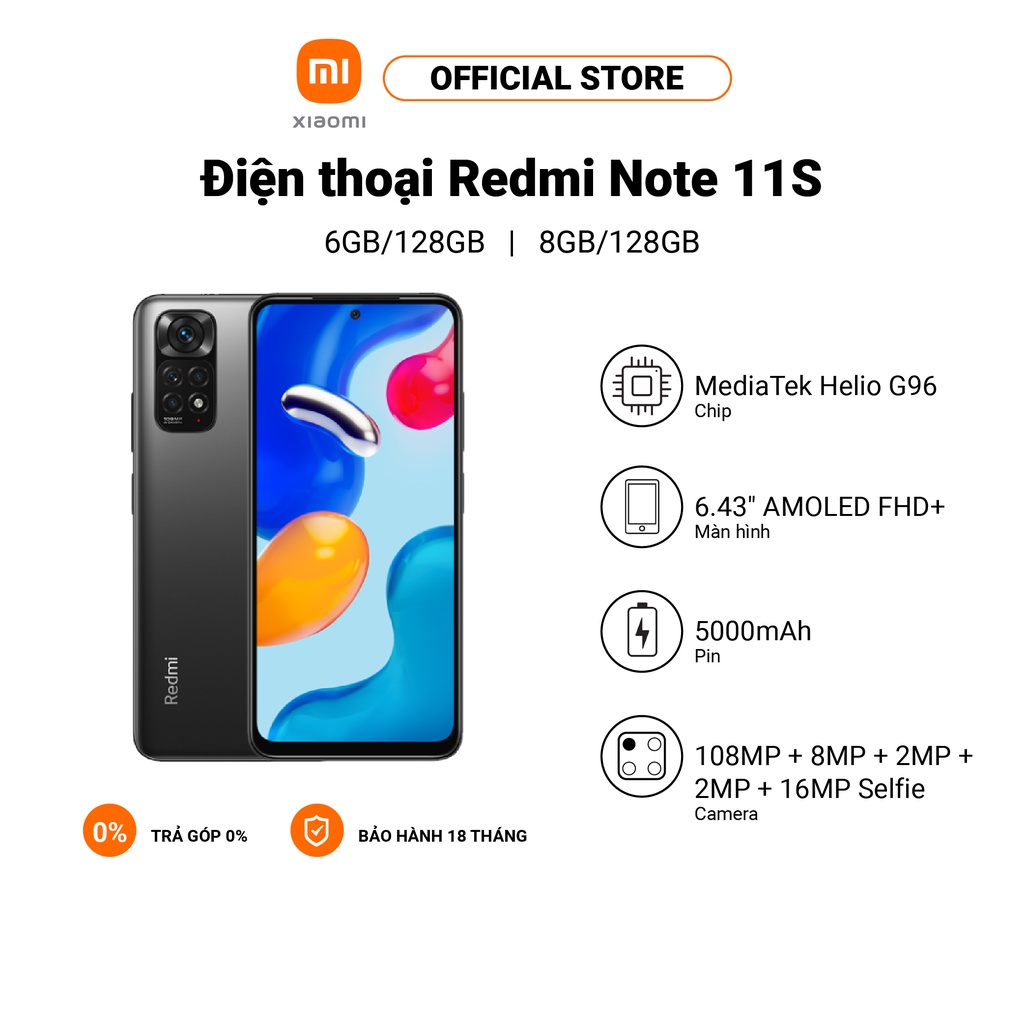 xiaomi
OFFICIAL STORE
Điện thoại Redmi Note 11S
6GB/128GB | 8GB/128GB
MediaTek Helio G96
Chip
6.43" AMOLED FHD+
Màn hình
5000mAh
Pin
108MP + 8MP + 2MP +
2MP + 16MP Selfie
Camera
Redmi
0% TRẢ GÓP 0%
BẢO HÀNH 18 THÁNG